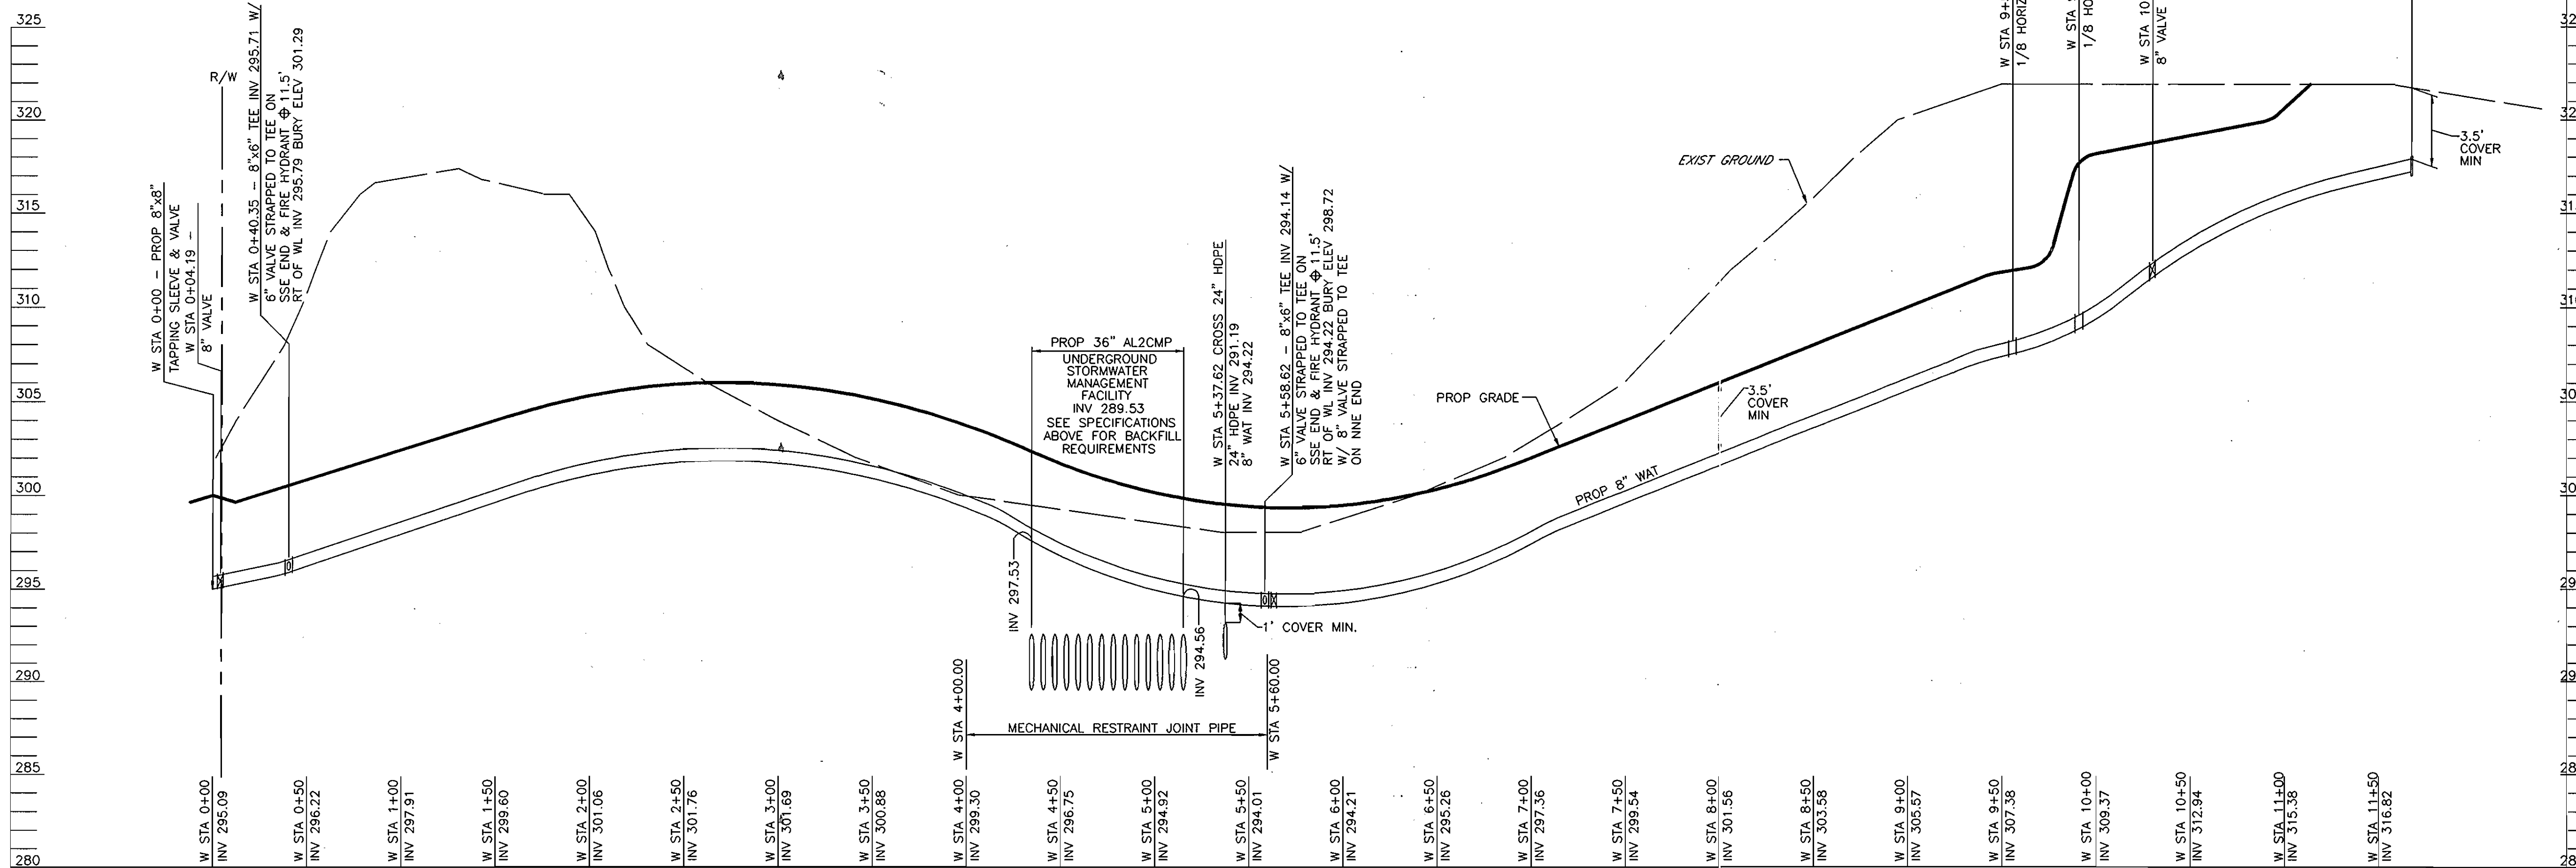 325
320
315
310
305
300
295
290
285
280
R/W
W STA 0+00 - PROP 8"x8"
TAPPING SLEEVE & VALVE
W STA 0+04.19 -
8" VALVE
W STA 0+40.35 - 8"x6" TEE INV 295.71 W/
6" VALVE STRAPPED TO TEE ON
SSE END & FIRE HYDRANT @ 11.5'
RT OF WL INV 295.79 BURY ELEV 301.29
PROP 36" AL2CMP
UNDERGROUND
STORMWATER
MANAGEMENT
FACILITY
INV 289.53
SEE SPECIFICATIONS
ABOVE FOR BACKFILL
REQUIREMENTS
INV 297.53
INV 294.56
W STA 5+37.62 CROSS 24" HDPE
24" HDPE INV 291.19
8" WAT INV 294.22
W STA 5+58.62 - 8"x6" TEE INV 294.14 W/
6" VALVE STRAPPED TO TEE ON
SSE END & FIRE HYDRANT @ 11.5'
RT OF WL INV 294.22 BURY ELEV 298.72
W/ 8" VALVE STRAPPED TO TEE
ON NNE END
1' COVER MIN.
W STA 4+00.00
MECHANICAL RESTRAINT JOINT PIPE
W STA 5+60.00
EXIST GROUND
PROP GRADE
PROP 8" WAT
3.5'
COVER
MIN
W STA 9+
1/8 HORIZ
W STA
1/8 HO
W STA 10
8" VALVE
3.5'
COVER
MIN
W STA 0+00
INV 295.09
W STA 0+50
INV 296.22
W STA 1+00
INV 297.91
W STA 1+50
INV 299.60
W STA 2+00
INV 301.06
W STA 2+50
INV 301.76
W STA 3+00
INV 301.69
W STA 3+50
INV 300.88
W STA 4+00
INV 299.30
W STA 4+50
INV 296.75
W STA 5+00
INV 294.92
W STA 5+50
INV 294.01
W STA 6+00
INV 294.21
W STA 6+50
INV 295.26
W STA 7+00
INV 297.36
W STA 7+50
INV 299.54
W STA 8+00
INV 301.56
W STA 8+50
INV 303.58
W STA 9+00
INV 305.57
W STA 9+50
INV 307.38
W STA 10+00
INV 309.37
W STA 10+50
INV 312.94
W STA 11+00
INV 315.38
W STA 11+50
INV 316.82